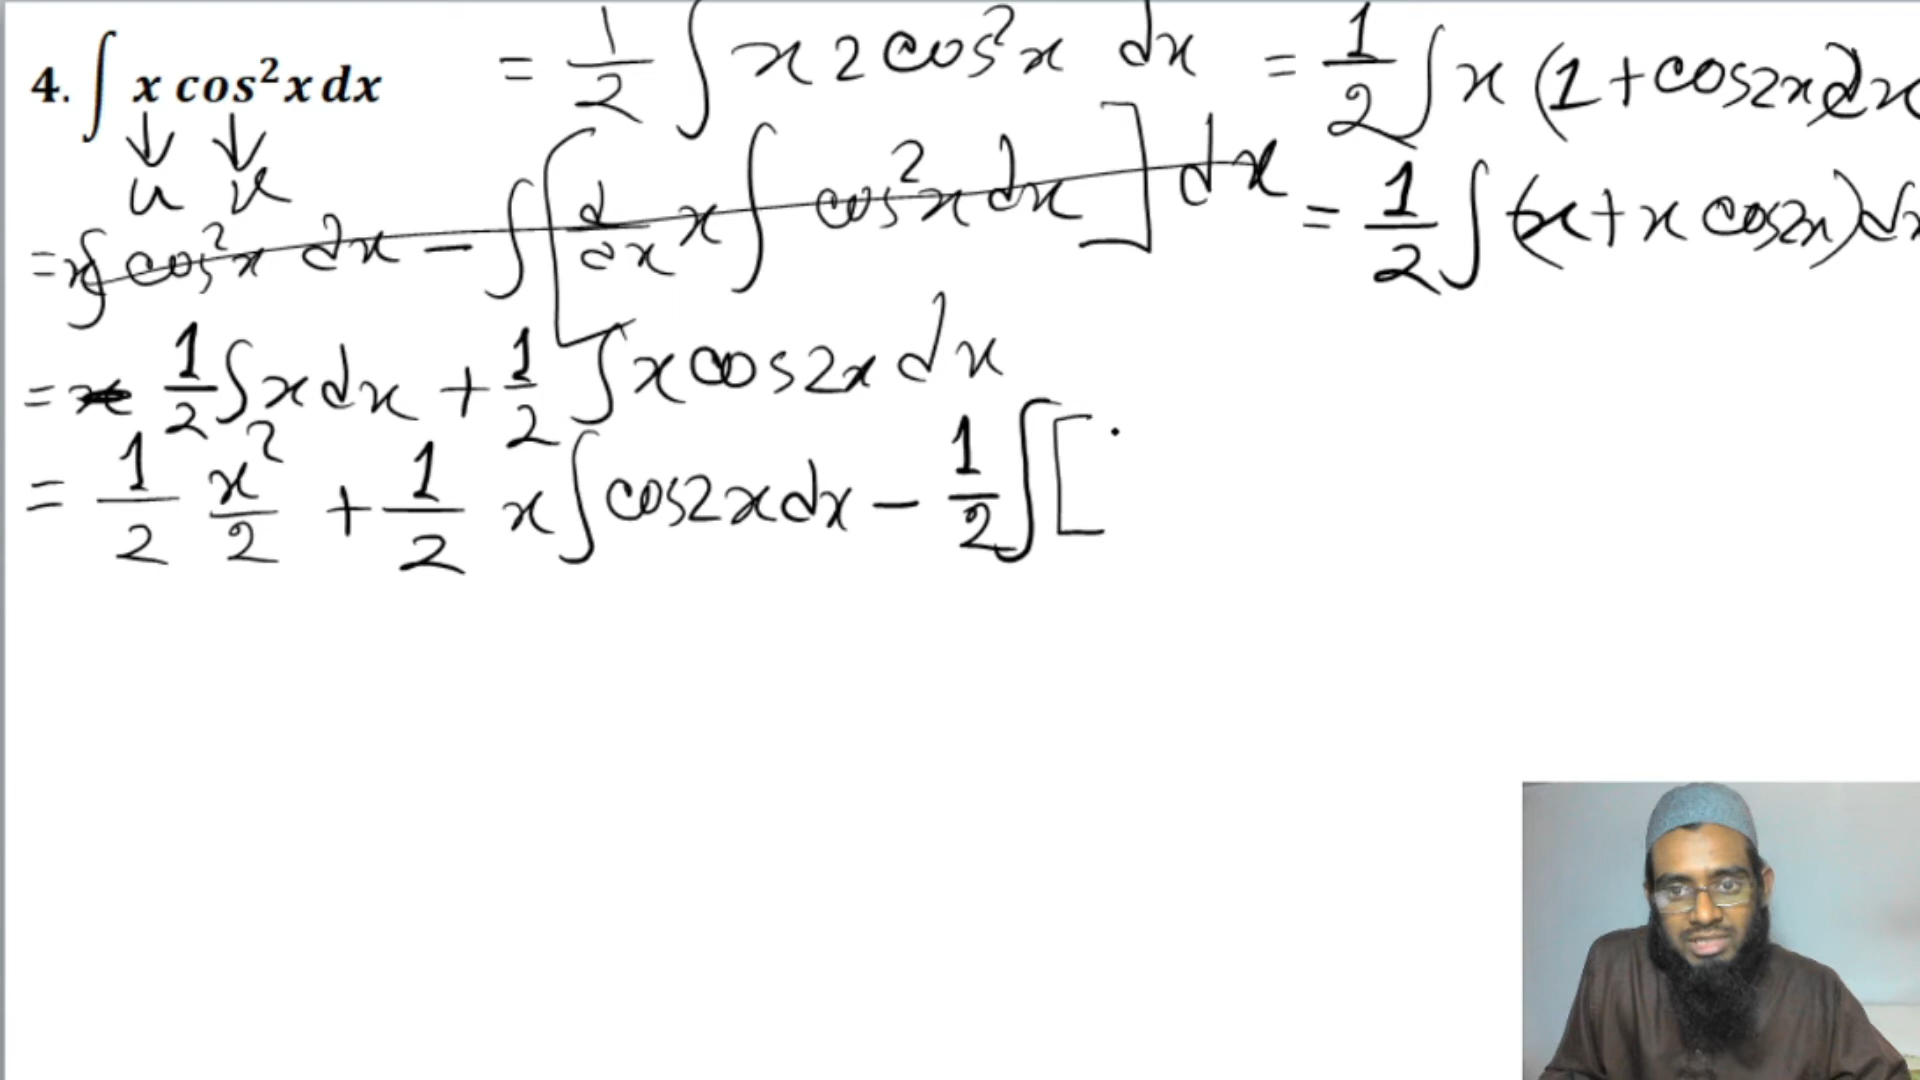 4. ∫ x cos²x dx = 1/2 ∫ x 2 cos²x dx = 1/2 ∫ x (1 + cos2x) dx
u v
= x ∫ cos²x dx − ∫ [ d/dx x ∫ cos²x dx ] dx = 1/2 ∫ (x + x cos2x) dx
= 1/2 ∫ x dx + 1/2 ∫ x cos2x dx
= 1/2 x²/2 + 1/2 x ∫ cos2x dx − 1/2 ∫ [